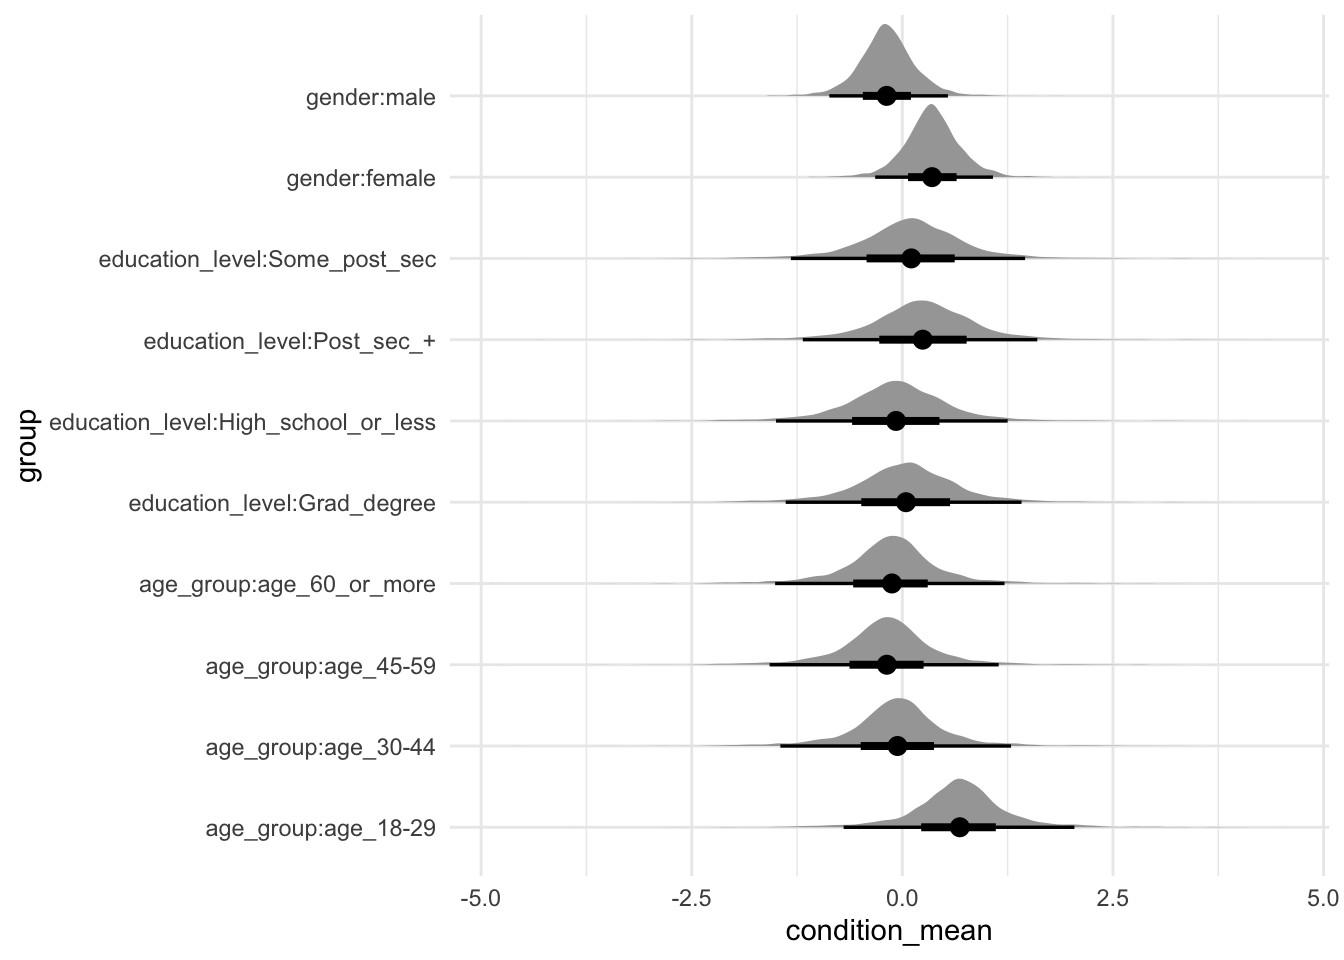 gender:male
gender:female
education_level:Some_post_sec
education_level:Post_sec_+
education_level:High_school_or_less
education_level:Grad_degree
age_group:age_60_or_more
age_group:age_45-59
age_group:age_30-44
age_group:age_18-29
group
-5.0 -2.5 0.0 2.5 5.0
condition_mean